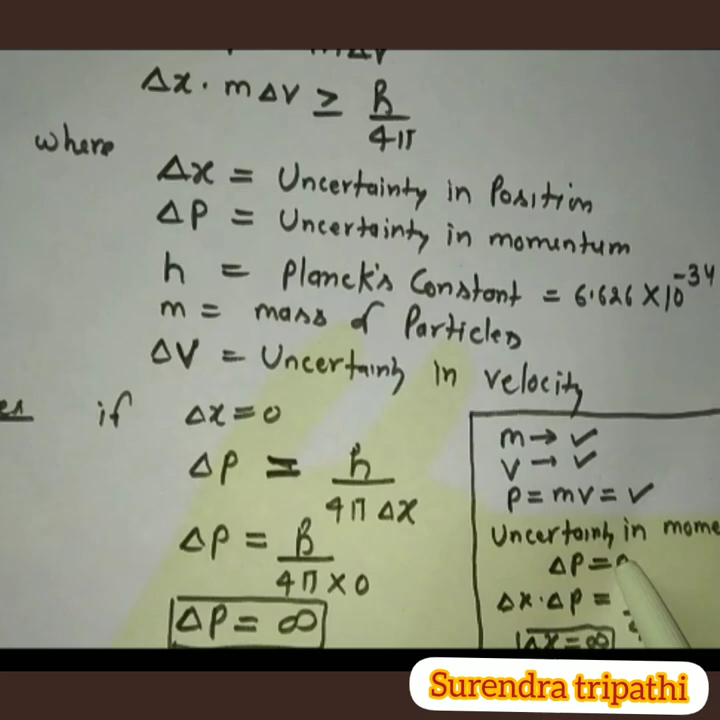 Δx · mΔv ≥ h/4π
where
Δx = Uncertainty in Position
ΔP = Uncertainty in momentum
h = Planck's Constant = 6.626 × 10⁻³⁴
m = mass of Particles
ΔV = Uncertainty in velocity
if Δx = 0
ΔP = h/4πΔx
ΔP = h/4π×0
ΔP = ∞
m → ✓
v → ✓
p = mv = ✓
Uncertainty in
ΔP =
Δx·ΔP =
Δx = ∞
Surendra tripathi